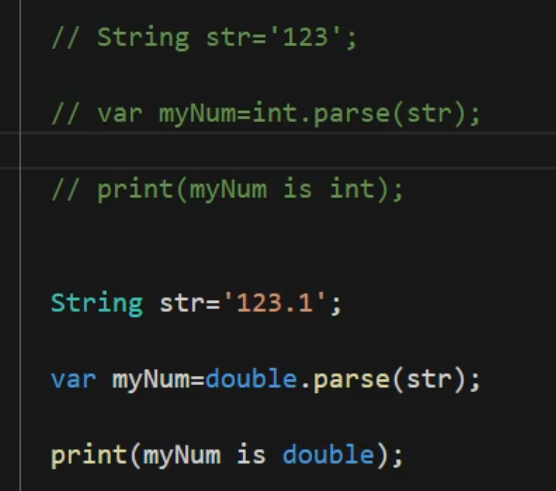 // String str='123';
// var myNum=int.parse(str);
// print(myNum is int);
String str='123.1';
var myNum=double.parse(str);
print(myNum is double);